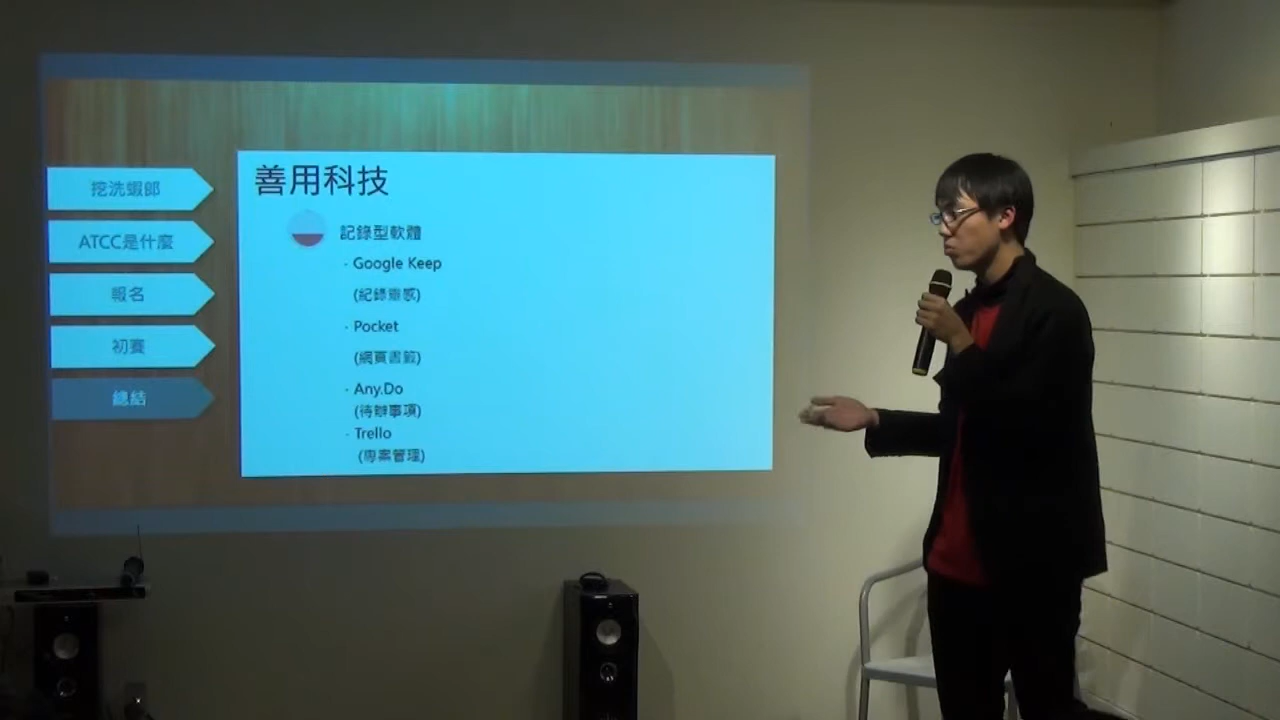 挖洗蝦郎
ATCC是什麼
報名
初賽
總結
善用科技
記錄型軟體
· Google Keep
(紀錄靈感)
· Pocket
(網頁書籤)
· Any.Do
(待辦事項)
· Trello
(專案管理)